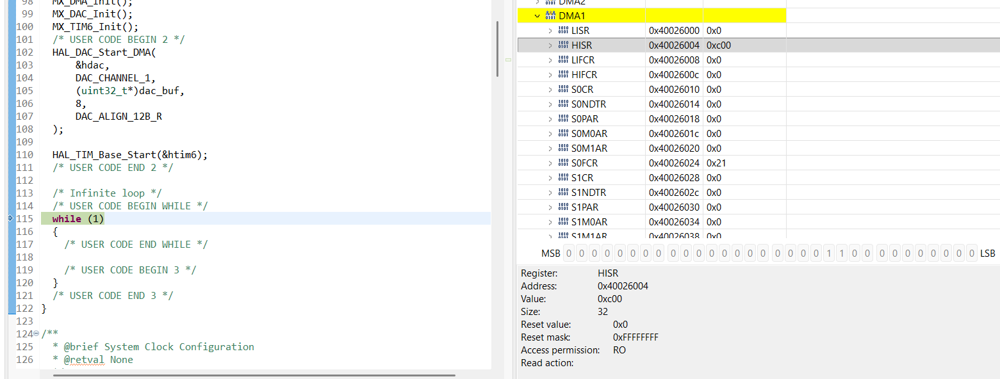 98 MX_DMA_Init();
99 MX_DAC_Init();
100 MX_TIM6_Init();
101 /* USER CODE BEGIN 2 */
102 HAL_DAC_Start_DMA(
103 &hdac,
104 DAC_CHANNEL_1,
105 (uint32_t*)dac_buf,
106 8,
107 DAC_ALIGN_12B_R
108 );
109
110 HAL_TIM_Base_Start(&htim6);
111 /* USER CODE END 2 */
112
113 /* Infinite loop */
114 /* USER CODE BEGIN WHILE */
115 while (1)
116 {
117 /* USER CODE END WHILE */
118
119 /* USER CODE BEGIN 3 */
120 }
121 /* USER CODE END 3 */
122 }
123
124 /**
125 * @brief System Clock Configuration
126 * @retval None
DMA2
DMA1
LISR 0x40026000 0x0
HISR 0x40026004 0xc00
LIFCR 0x40026008 0x0
HIFCR 0x4002600c 0x0
S0CR 0x40026010 0x0
S0NDTR 0x40026014 0x0
S0PAR 0x40026018 0x0
S0M0AR 0x4002601c 0x0
S0M1AR 0x40026020 0x0
S0FCR 0x40026024 0x21
S1CR 0x40026028 0x0
S1NDTR 0x4002602c 0x0
S1PAR 0x40026030 0x0
S1M0AR 0x40026034 0x0
S1M1AR 0x40026038 0x0
MSB 0 0 0 0 0 0 0 0 0 0 0 0 0 0 0 0 0 0 0 0 1 1 0 0 0 0 0 0 0 0 0 0 LSB
Register: HISR
Address: 0x40026004
Value: 0xc00
Size: 32
Reset value: 0x0
Reset mask: 0xFFFFFFFF
Access permission: RO
Read action: